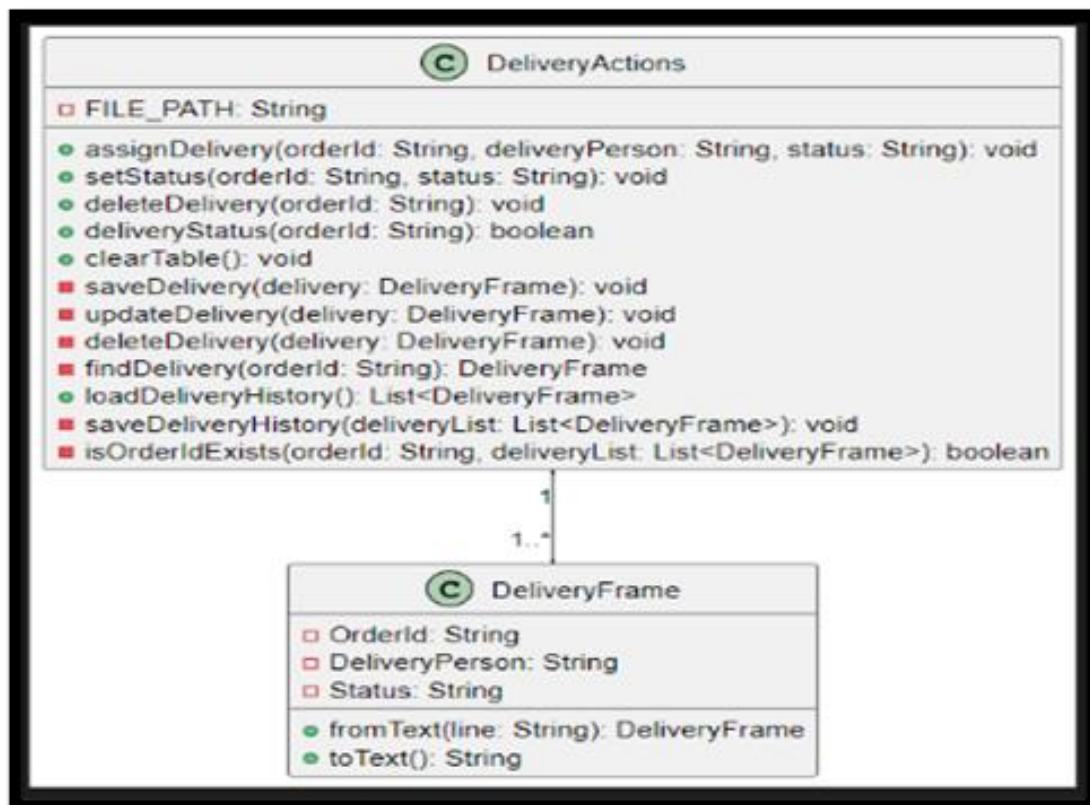 C DeliveryActions
FILE_PATH: String
assignDelivery(orderId: String, deliveryPerson: String, status: String): void
setStatus(orderId: String, status: String): void
deleteDelivery(orderId: String): void
deliveryStatus(orderId: String): boolean
clearTable(): void
saveDelivery(delivery: DeliveryFrame): void
updateDelivery(delivery: DeliveryFrame): void
deleteDelivery(delivery: DeliveryFrame): void
findDelivery(orderId: String): DeliveryFrame
loadDeliveryHistory(): List<DeliveryFrame>
saveDeliveryHistory(deliveryList: List<DeliveryFrame>): void
isOrderIdExists(orderId: String, deliveryList: List<DeliveryFrame>): boolean
1
1..*
C DeliveryFrame
OrderId: String
DeliveryPerson: String
Status: String
fromText(line: String): DeliveryFrame
toText(): String